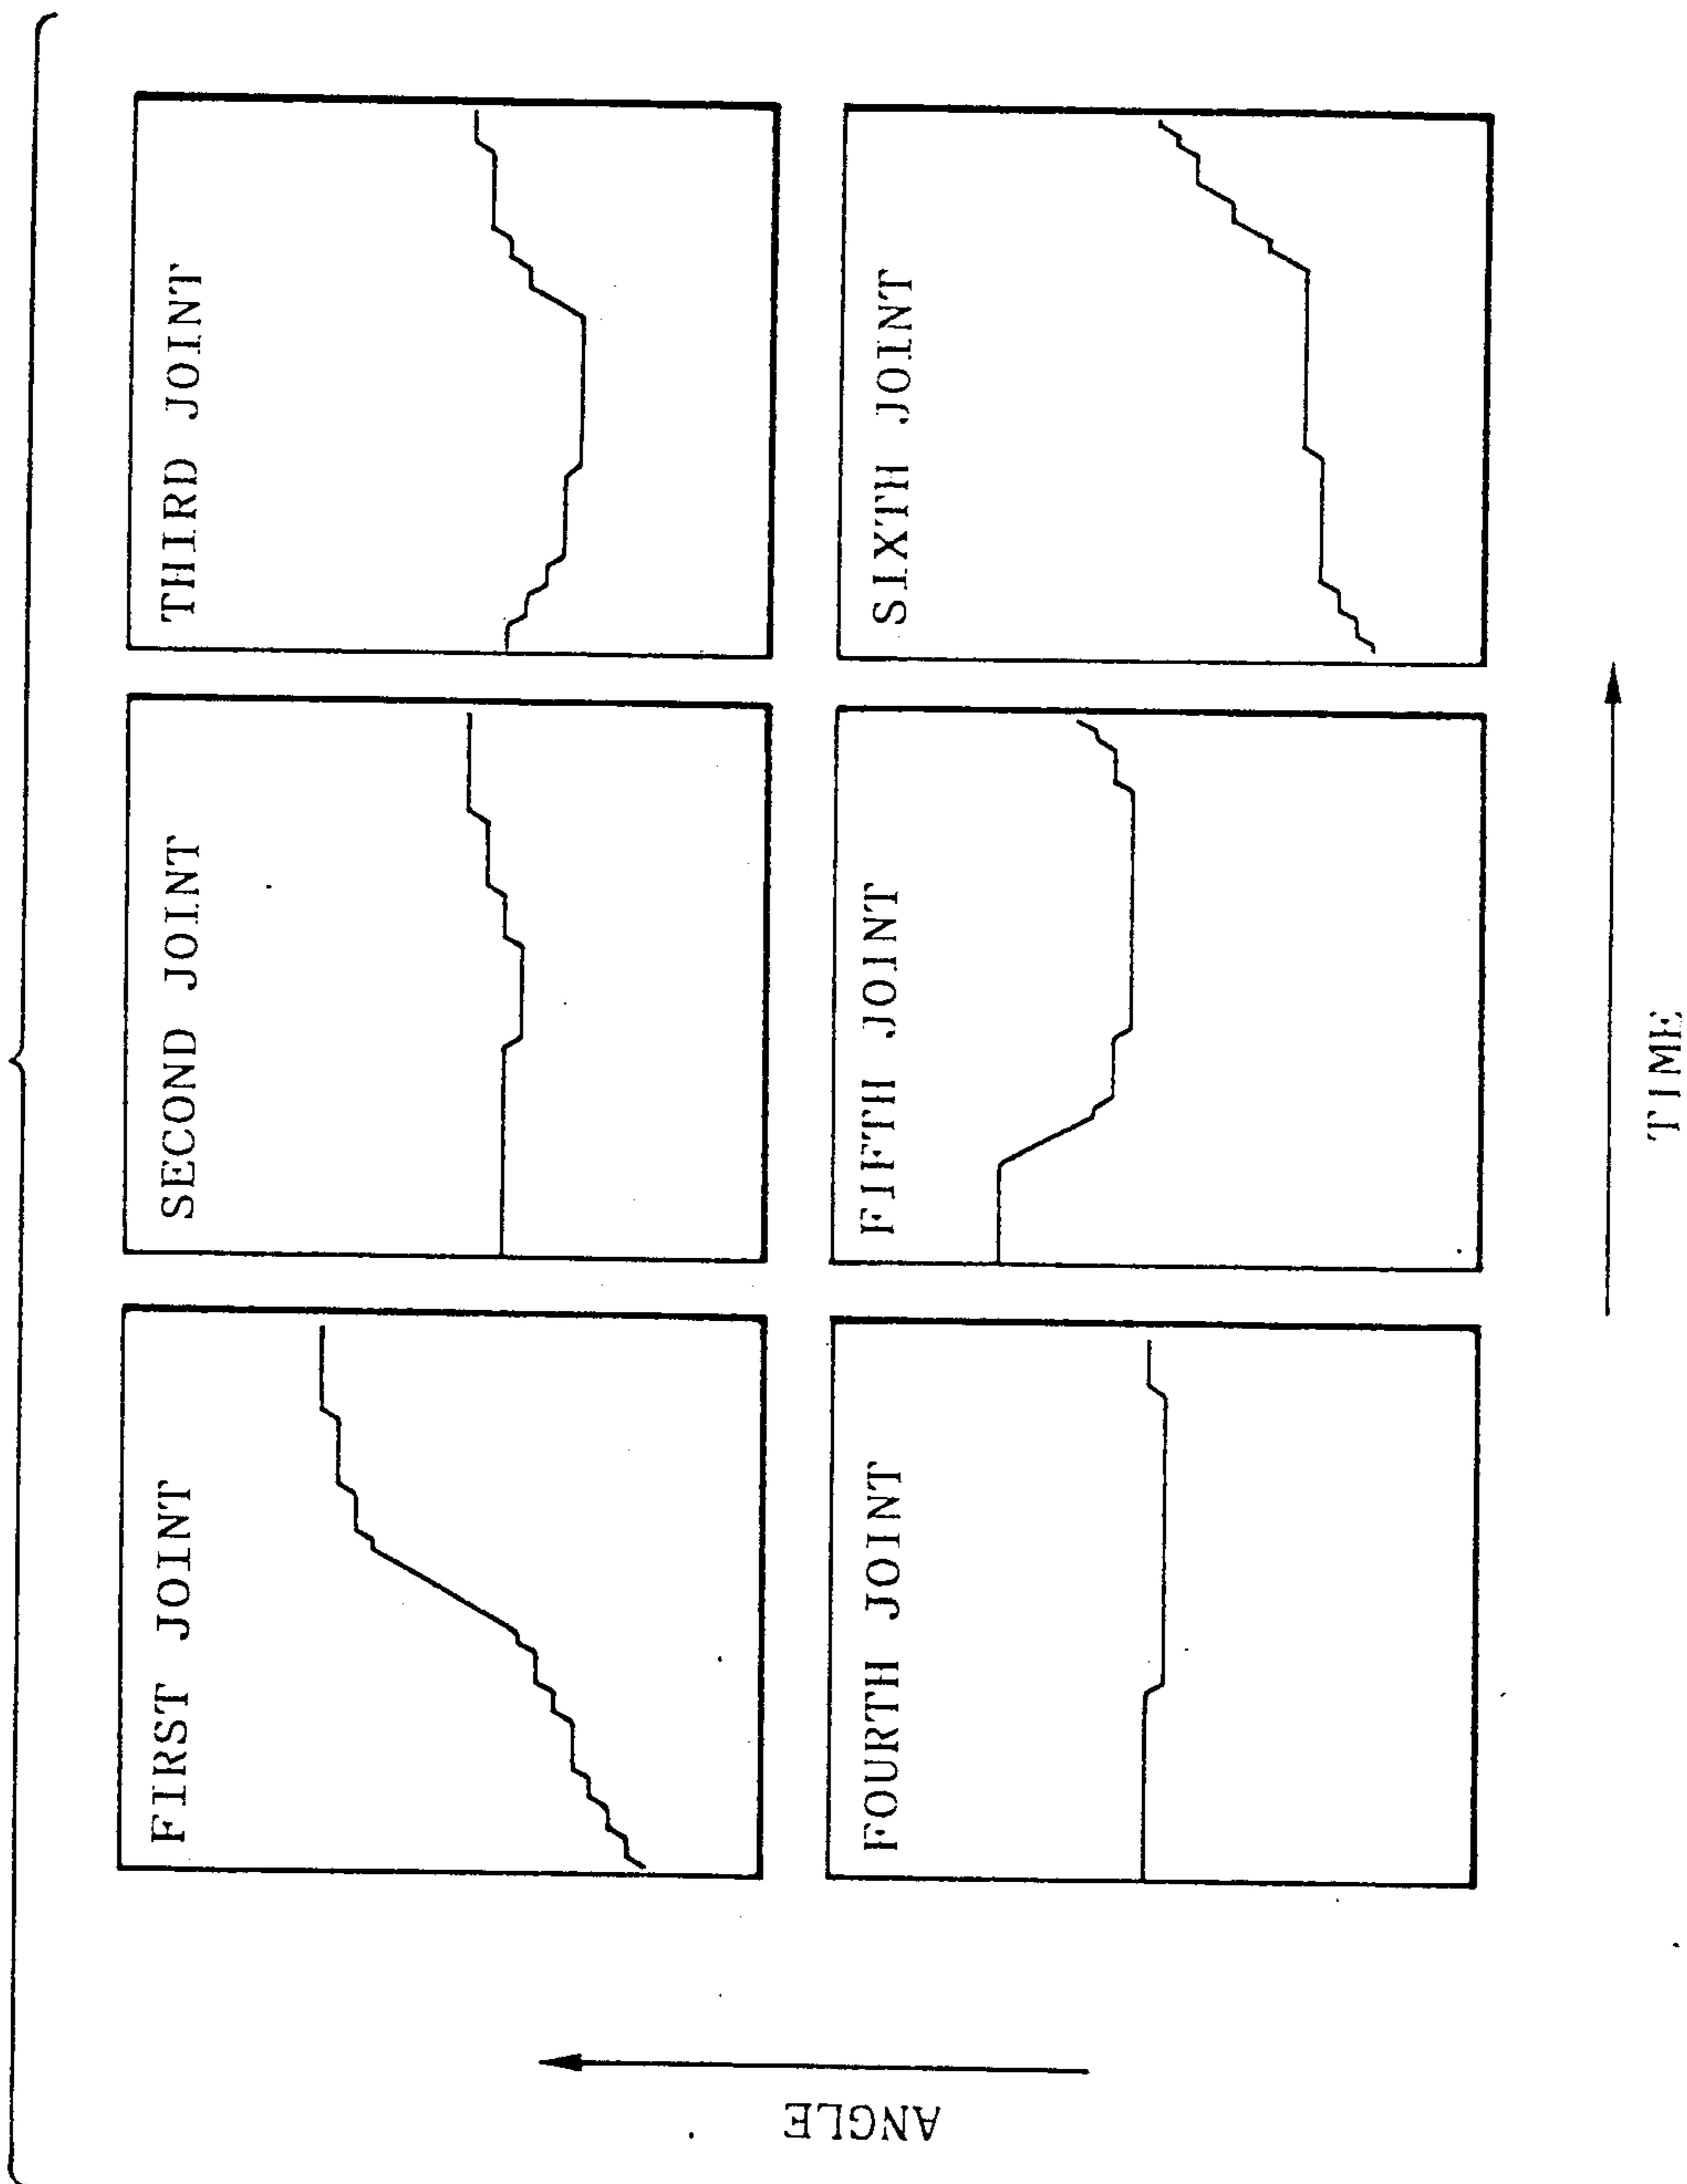 FIRST JOINT
SECOND JOINT
THIRD JOINT
FOURTH JOINT
FIFTH JOINT
SIXTH JOINT
ANGLE
TIME